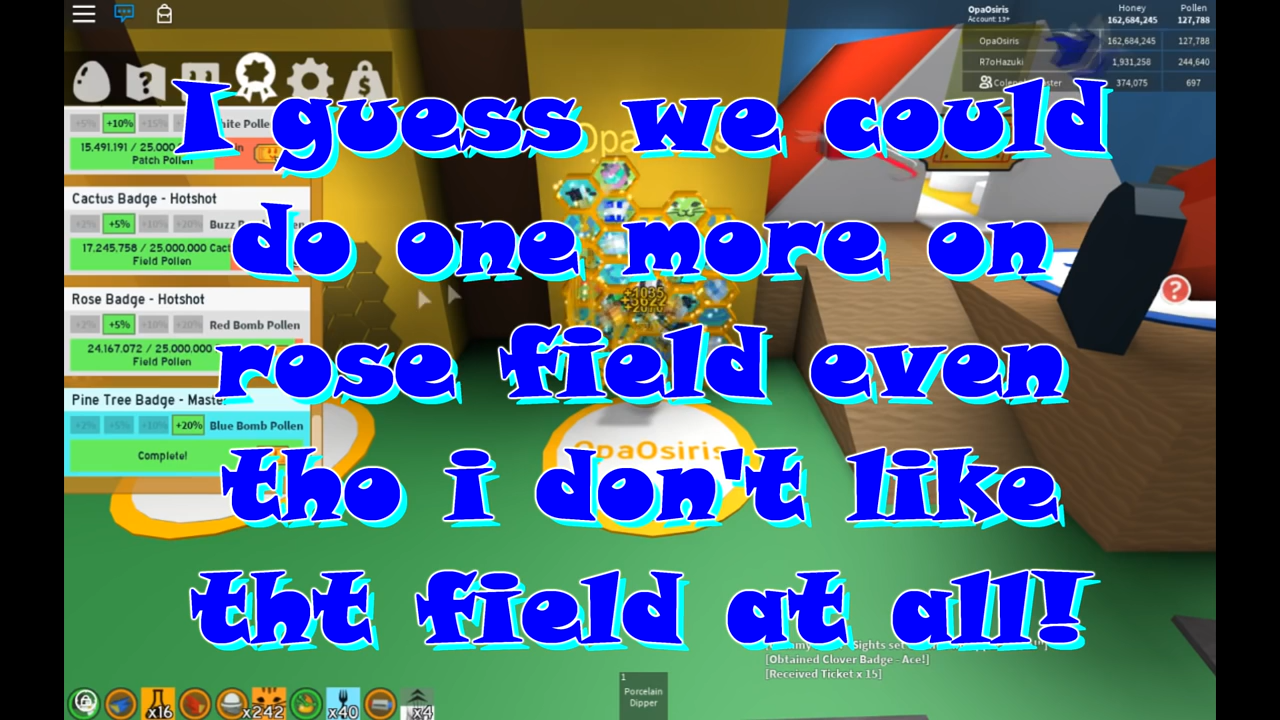 OpaOsiris
Account: 13+
Honey
162,684,245
Pollen
127,788
OpaOsiris 162,684,245 127,788
R7oHazuki 1,931,258 244,640
374,075 697
I guess we could
do one more on
rose field even
tho i don't like
tht field at all!
+5% +10% +15%
15,491,191 / 25,000,
Patch Pollen
Cactus Badge - Hotshot
+2% +5% +10% +20% Buzz
17,245,758 / 25,000,000 Cact
Field Pollen
Rose Badge - Hotshot
+2% +5% +10% +20% Red Bomb Pollen
24,167,072 / 25,000,000
Field Pollen
Pine Tree Badge - Maste
+2% +5% +10% +20% Blue Bomb Pollen
Complete!
+1035
OpaOsiris
?
[Obtained Clover Badge - Ace!]
[Received Ticket x 15]
1
Porcelain
Dipper
x16
x242
x40
x4